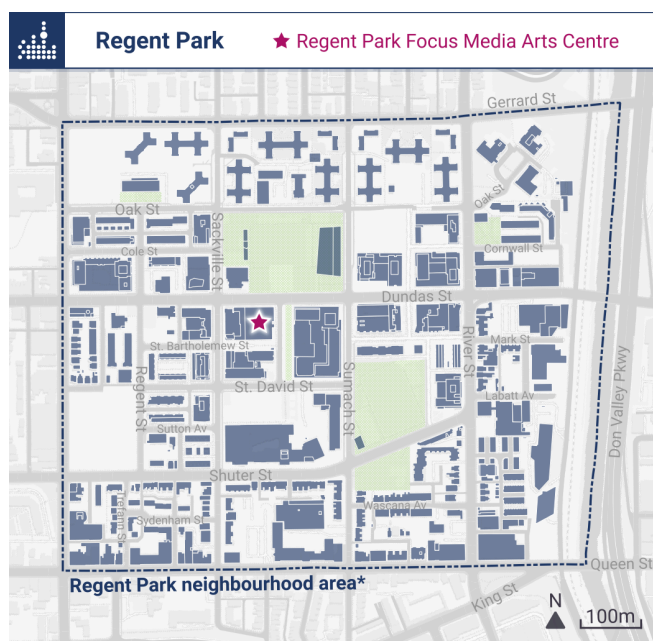 Regent Park
★ Regent Park Focus Media Arts Centre
Gerrard St
Oak St
Oak St
Sackville St
Cole St
Cornwall St
Dundas St
River St
Mark St
St. Bartholemew St
Regent St
St. David St
Sumach St
Labatt Av
Don Valley Pkwy
Sutton Av
Shuter St
Trefann St
Sydenham St
Wascana Av
Queen St
Regent Park neighbourhood area*
King St
N
100m